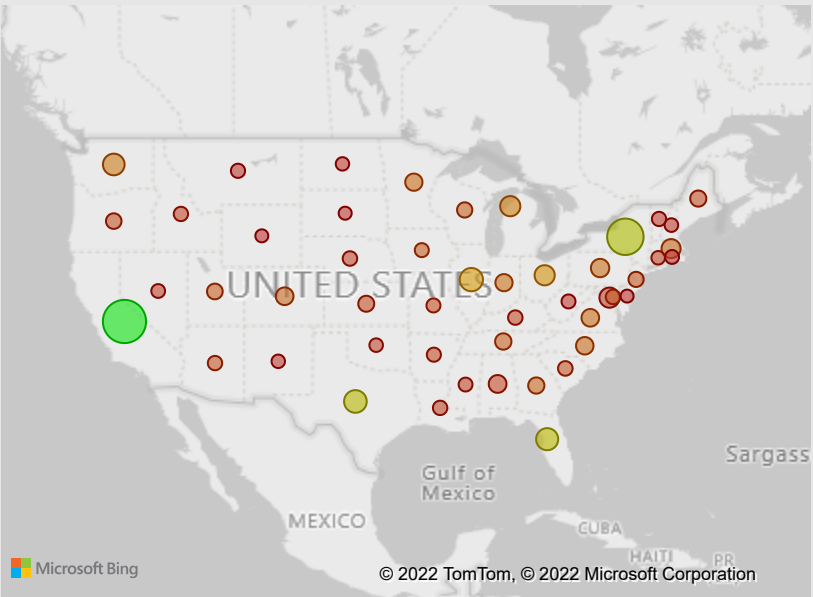 UNITED STATES
Gulf of
Mexico
Sargass
MEXICO
CUBA
HAITI
PR
Microsoft Bing
© 2022 TomTom, © 2022 Microsoft Corporation